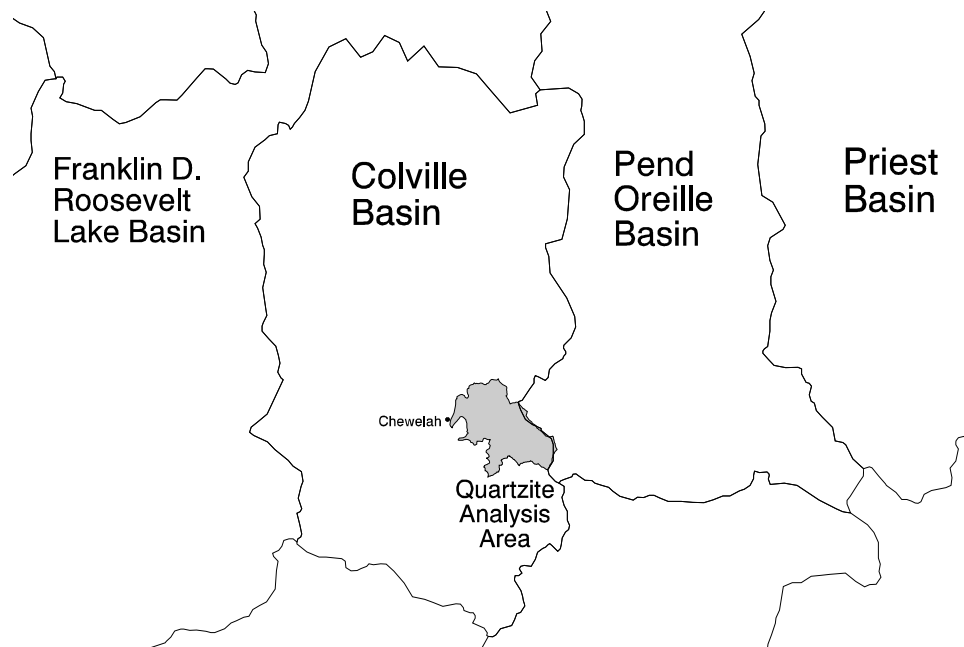 Franklin D.
Roosevelt
Lake Basin
Colville
Basin
Pend
Oreille
Basin
Priest
Basin
Chewelah
Quartzite
Analysis
Area